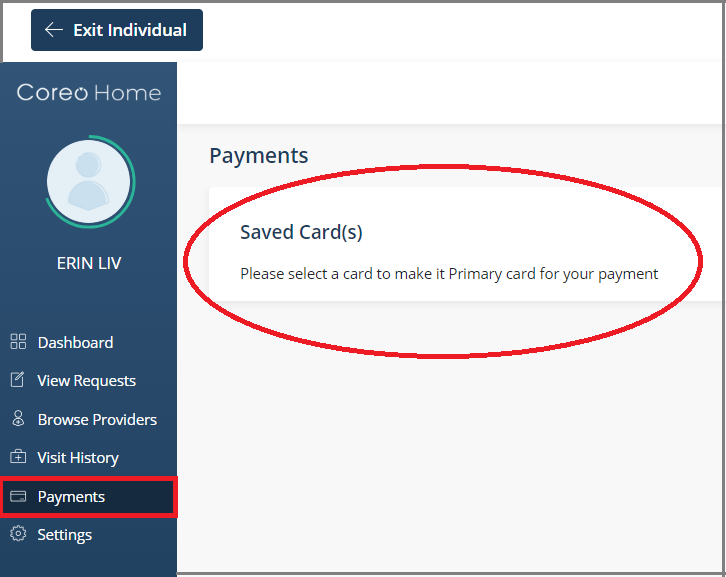 Exit Individual
Coreo Home
ERIN LIV
Dashboard
View Requests
Browse Providers
Visit History
Payments
Settings
Payments
Saved Card(s)
Please select a card to make it Primary card for your payment